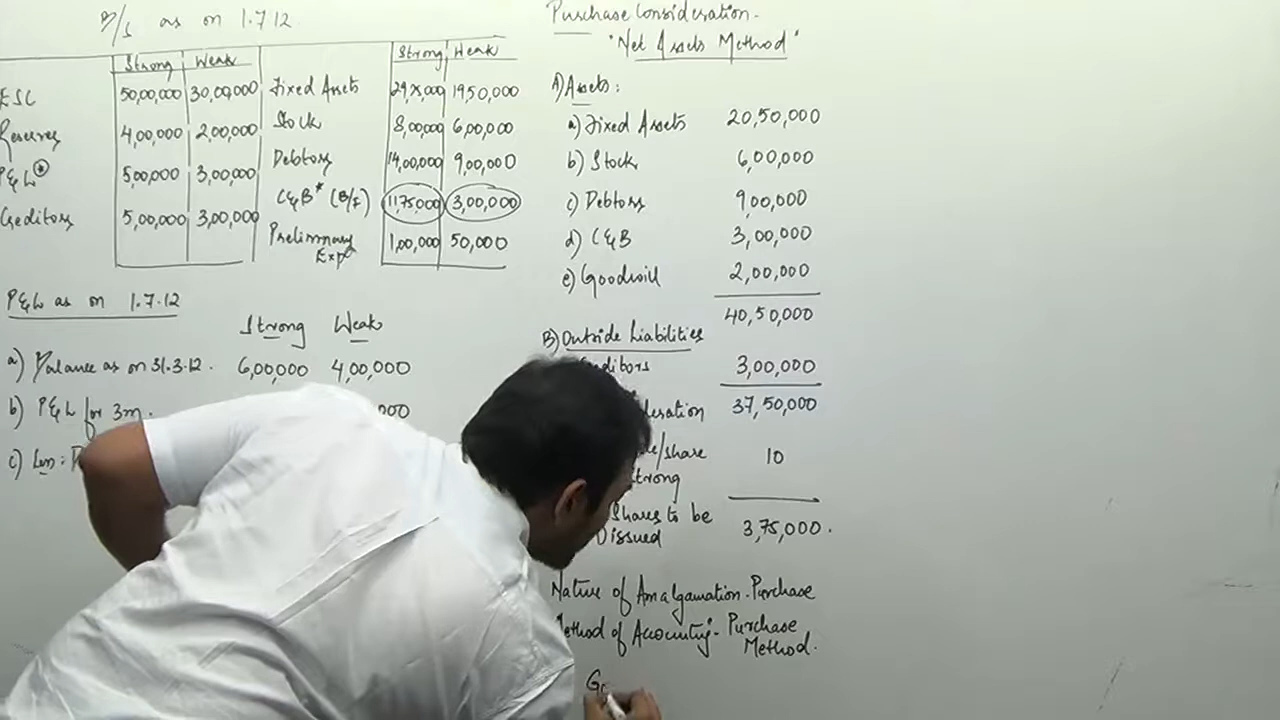 B/S as on 1.7.12
Strong Weak Strong Weak
ESC 50,00,000 30,00,000 Fixed Assets 29,25,000 19,50,000
Reserves 4,00,000 2,00,000 Stock 8,00,000 6,00,000
P&L* 5,00,000 3,00,000 Debtors 14,00,000 9,00,000
Creditors 5,00,000 3,00,000 C&B* (B/f) 11,75,000 3,00,000
Preliminary Exp 1,00,000 50,000
P&L as on 1.7.12
Strong Weak
a) Balance as on 31.3.12. 6,00,000 4,00,000
b) P&L for 3m.
c) Less:
Purchase Consideration -
"Net Assets Method"
A) Assets:
a) Fixed Assets 20,50,000
b) Stock 6,00,000
c) Debtors 9,00,000
d) C&B 3,00,000
e) Goodwill 2,00,000
40,50,000
B) Outside Liabilities
3,00,000
37,50,000
/share 10
Strong
Shares to be
issued 3,75,000.
Nature of Amalgamation - Purchase
Method of Accounting - Purchase
Method.